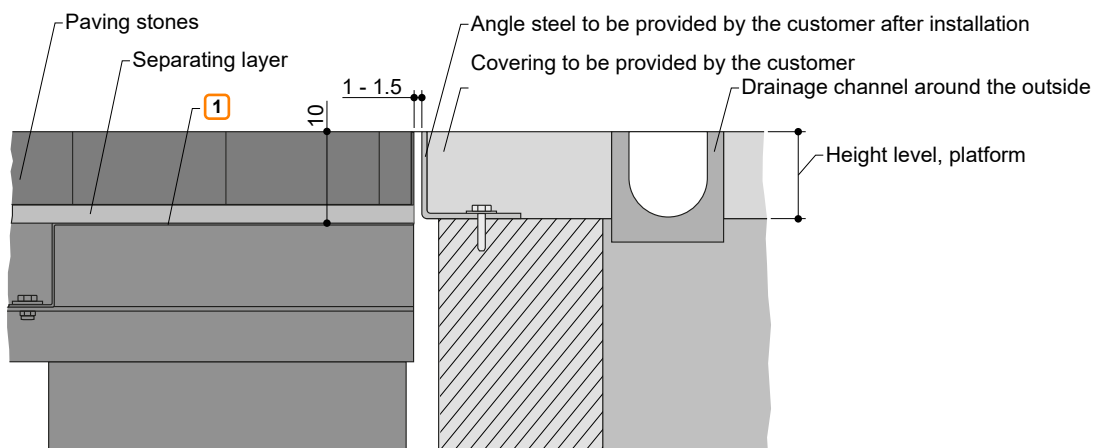 Paving stones
Angle steel to be provided by the customer after installation
Separating layer
Covering to be provided by the customer
1 - 1.5
Drainage channel around the outside
1
10
Height level, platform